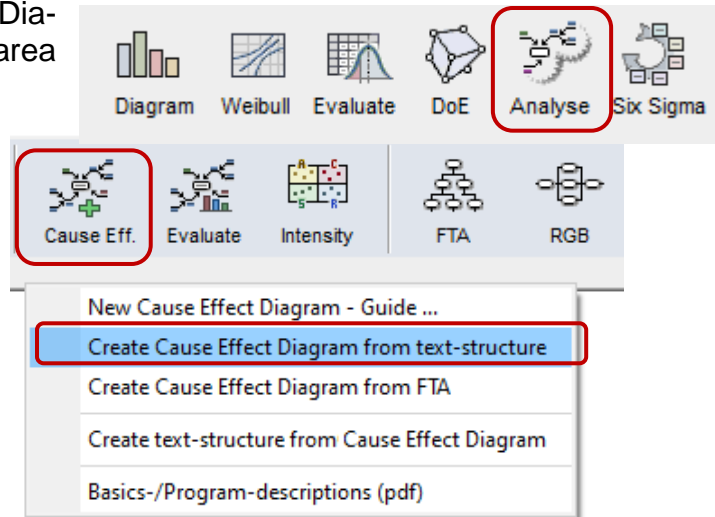 Dia-
area
Diagram Weibull Evaluate DoE Analyse Six Sigma
A C
S R
Cause Eff. Evaluate Intensity FTA RGB
New Cause Effect Diagram - Guide ...
Create Cause Effect Diagram from text-structure
Create Cause Effect Diagram from FTA
Create text-structure from Cause Effect Diagram
Basics-/Program-descriptions (pdf)